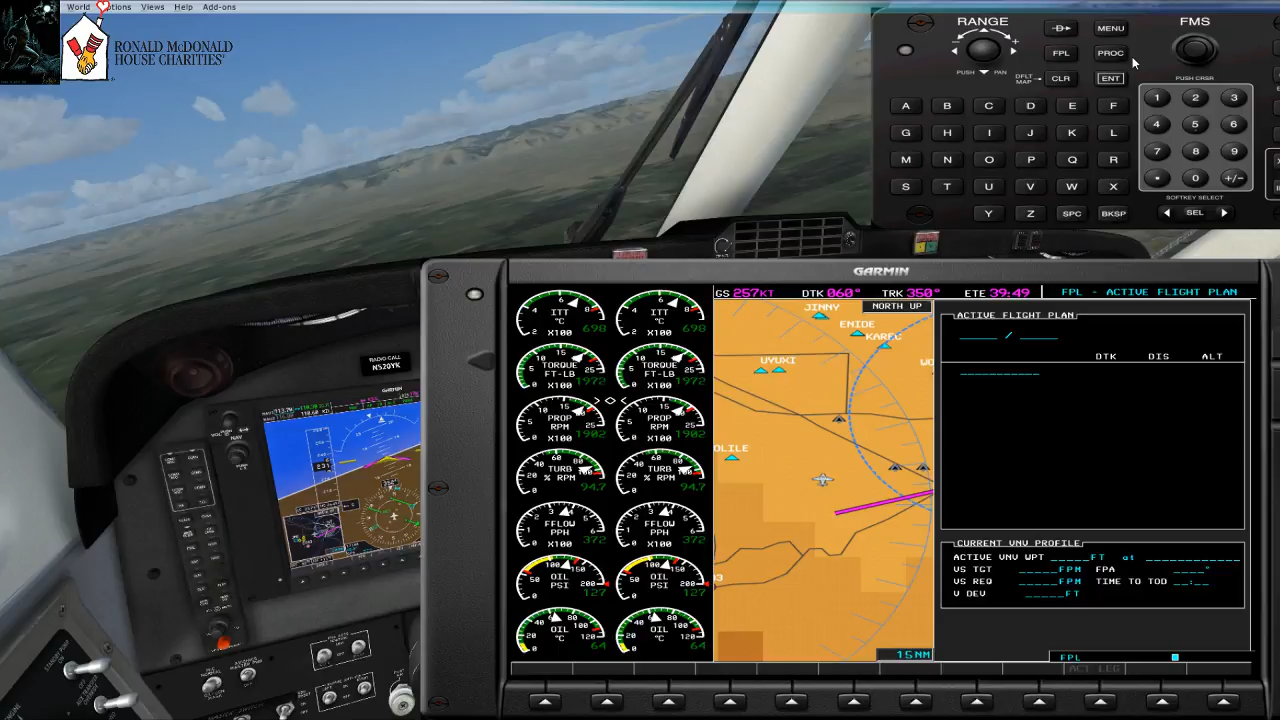 World
ptions
Views
Help
Add-ons
RONALD McDONALD
HOUSE CHARITIES
RANGE
PUSH
PAN
DFLT
MAP
D
MENU
FPL
PROC
CLR
ENT
FMS
PUSH CRSR
A B C D E F
G H I J K L
M N O P Q R
S T U V W X
Y Z SPC BKSP
1 2 3
4 5 6
7 8 9
0 +/-
SOFTKEY SELECT
SEL
RADIO CALL
N520YK
GARMIN
GS 257KT DTK 060° TRK 350° ETE 39:49
FPL - ACTIVE FLIGHT PLAN
NORTH UP
ITT
°C
X100
698
ITT
°C
X100
698
TORQUE
FT-LB
X100
1972
TORQUE
FT-LB
X100
1972
PROP
RPM
X100
1902
PROP
RPM
X100
1902
TURB
% RPM
94.7
TURB
% RPM
94.7
FFLOW
PPH
X100
372
FFLOW
PPH
X100
372
OIL
PSI
127
OIL
PSI
127
OIL
°C
64
OIL
°C
64
JINNY
ENIDE
KAREC
UYUXI
OLILE
15NM
ACTIVE FLIGHT PLAN
/
DTK DIS ALT
CURRENT VNV PROFILE
ACTIVE VNV WPT _____FT at
VS TGT _____FPM FPA ____°
VS REQ _____FPM TIME TO TOD __:__
V DEV _____FT
FPL
ACT LEG